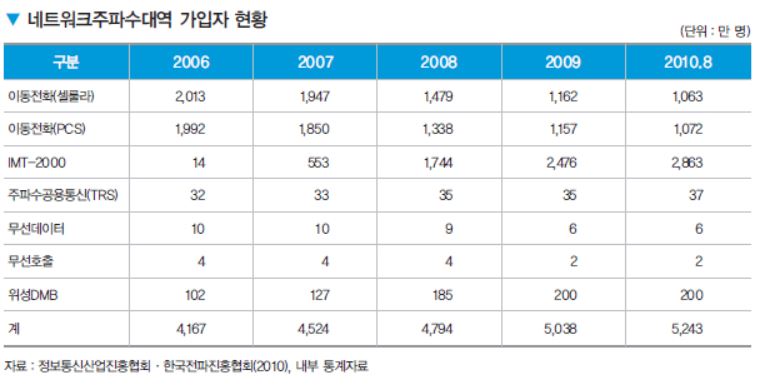 ▼ 네트워크주파수대역 가입자 현황
(단위 : 만 명)
구분 2006 2007 2008 2009 2010.8
이동전화(셀룰라) 2,013 1,947 1,479 1,162 1,063
이동전화(PCS) 1,992 1,850 1,338 1,157 1,072
IMT-2000 14 553 1,744 2,476 2,863
주파수공용통신(TRS) 32 33 35 35 37
무선데이터 10 10 9 6 6
무선호출 4 4 4 2 2
위성DMB 102 127 185 200 200
계 4,167 4,524 4,794 5,038 5,243
자료 : 정보통신산업진흥협회 · 한국전파진흥협회(2010), 내부 통계자료